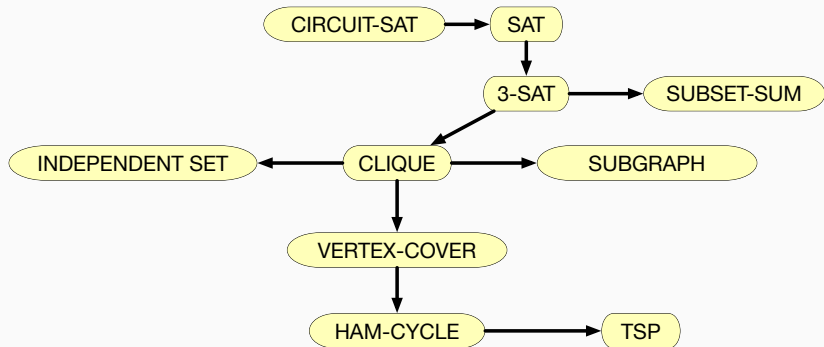 CIRCUIT-SAT
SAT
3-SAT
SUBSET-SUM
INDEPENDENT SET
CLIQUE
SUBGRAPH
VERTEX-COVER
HAM-CYCLE
TSP